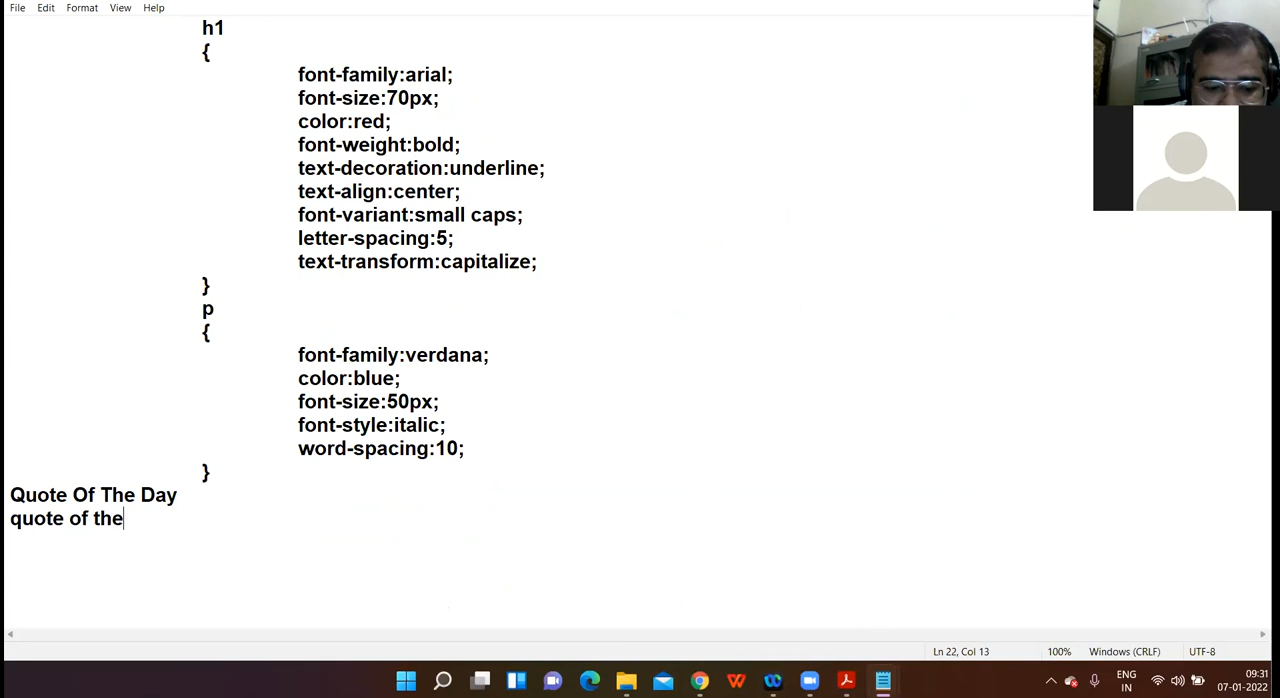 File Edit Format View Help
h1
{
font-family:arial;
font-size:70px;
color:red;
font-weight:bold;
text-decoration:underline;
text-align:center;
font-variant:small caps;
letter-spacing:5;
text-transform:capitalize;
}
p
{
font-family:verdana;
color:blue;
font-size:50px;
font-style:italic;
word-spacing:10;
}
Quote Of The Day
quote of the
Ln 22, Col 13 100% Windows (CRLF) UTF-8
ENG 09:31
IN 07-01-2022